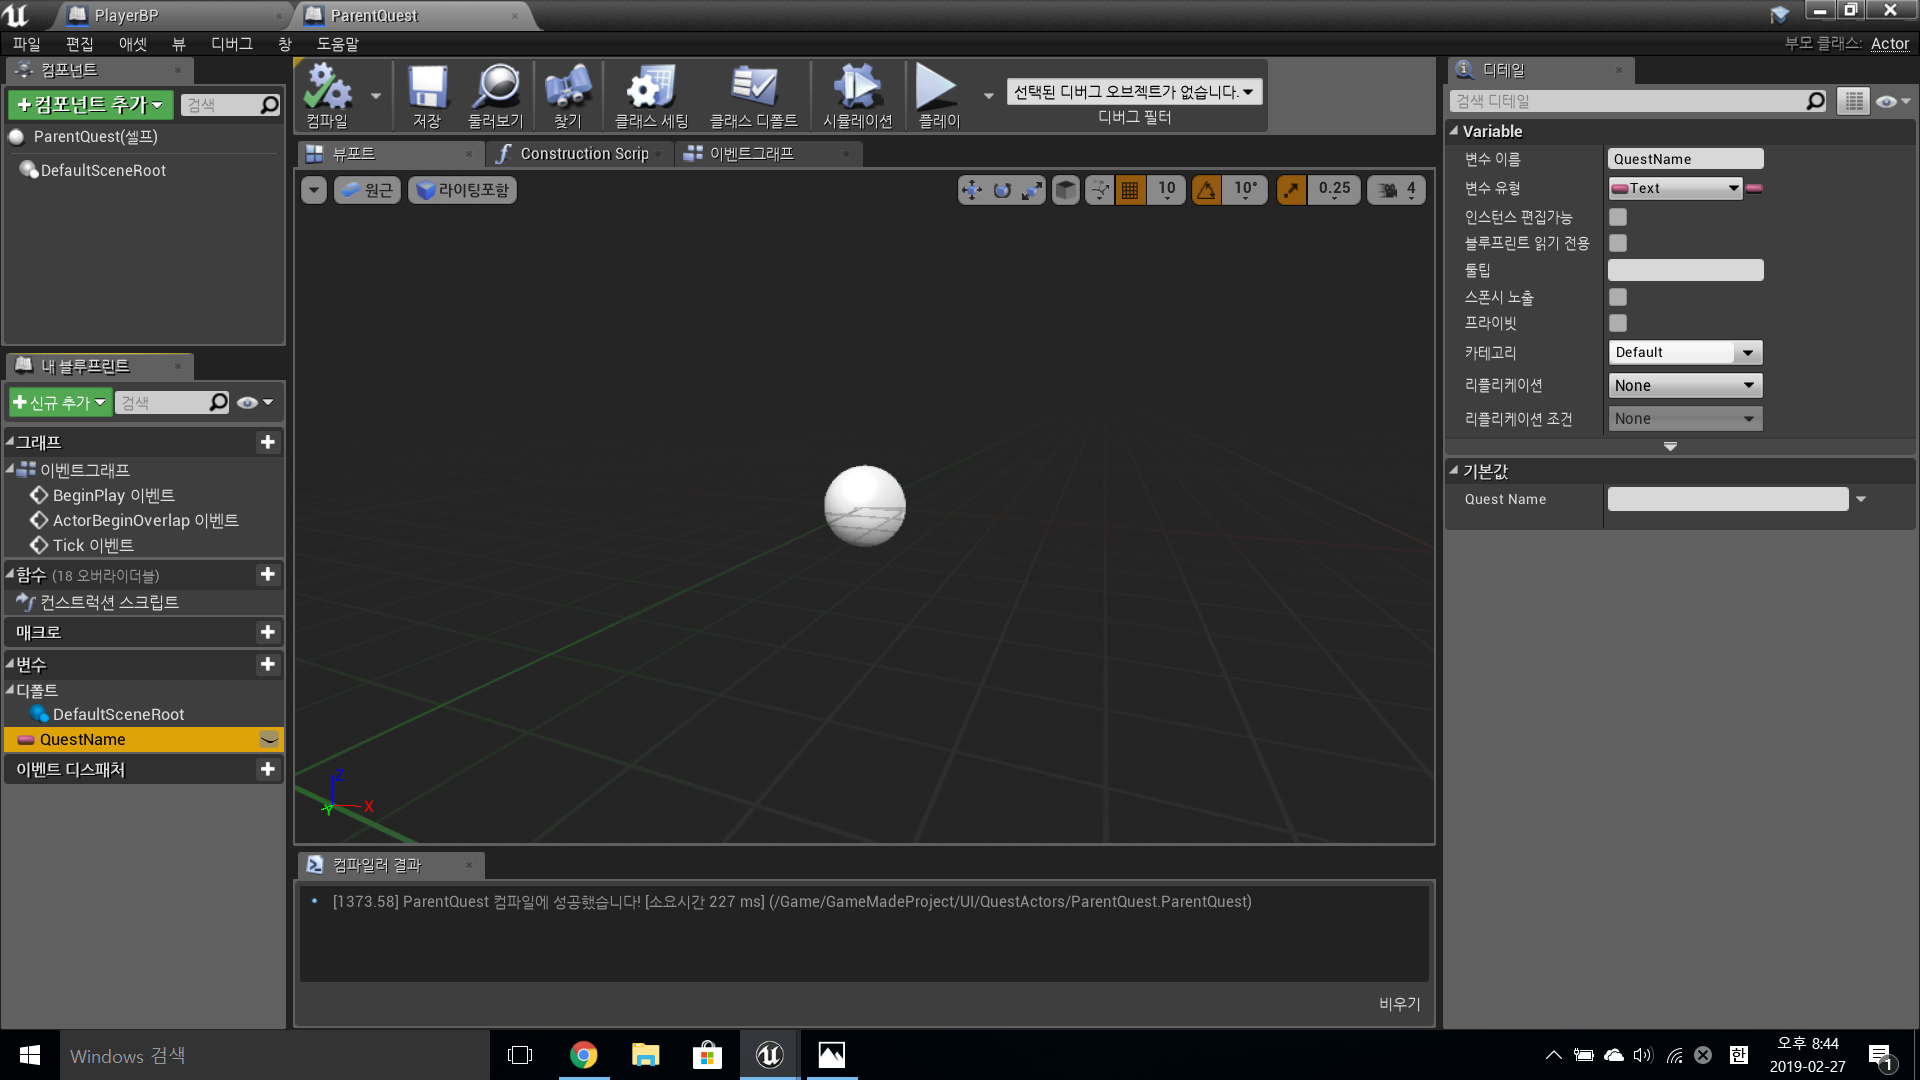 PlayerBP
ParentQuest
파일 편집 애셋 뷰 디버그 창 도움말
부모 클래스: Actor
컴포넌트
+컴포넌트 추가
검색
ParentQuest(셀프)
DefaultSceneRoot
컴파일
저장
둘러보기
찾기
클래스 세팅
클래스 디폴트
시뮬레이션
플레이
선택된 디버그 오브젝트가 없습니다.
디버그 필터
뷰포트
Construction Scrip
이벤트그래프
원근
라이팅포함
10
10°
0.25
4
Z
X
Y
내 블루프린트
+신규 추가
검색
그래프
이벤트그래프
BeginPlay 이벤트
ActorBeginOverlap 이벤트
Tick 이벤트
함수 (18 오버라이더블)
컨스트럭션 스크립트
매크로
변수
디폴트
DefaultSceneRoot
QuestName
이벤트 디스패처
컴파일러 결과
[1373.58] ParentQuest 컴파일에 성공했습니다! [소요시간 227 ms] (/Game/GameMadeProject/UI/QuestActors/ParentQuest.ParentQuest)
비우기
디테일
검색 디테일
Variable
변수 이름 QuestName
변수 유형 Text
인스턴스 편집가능
블루프린트 읽기 전용
툴팁
스폰시 노출
프라이빗
카테고리 Default
리플리케이션 None
리플리케이션 조건 None
기본값
Quest Name
Windows 검색
한
오후 8:44
2019-02-27
1